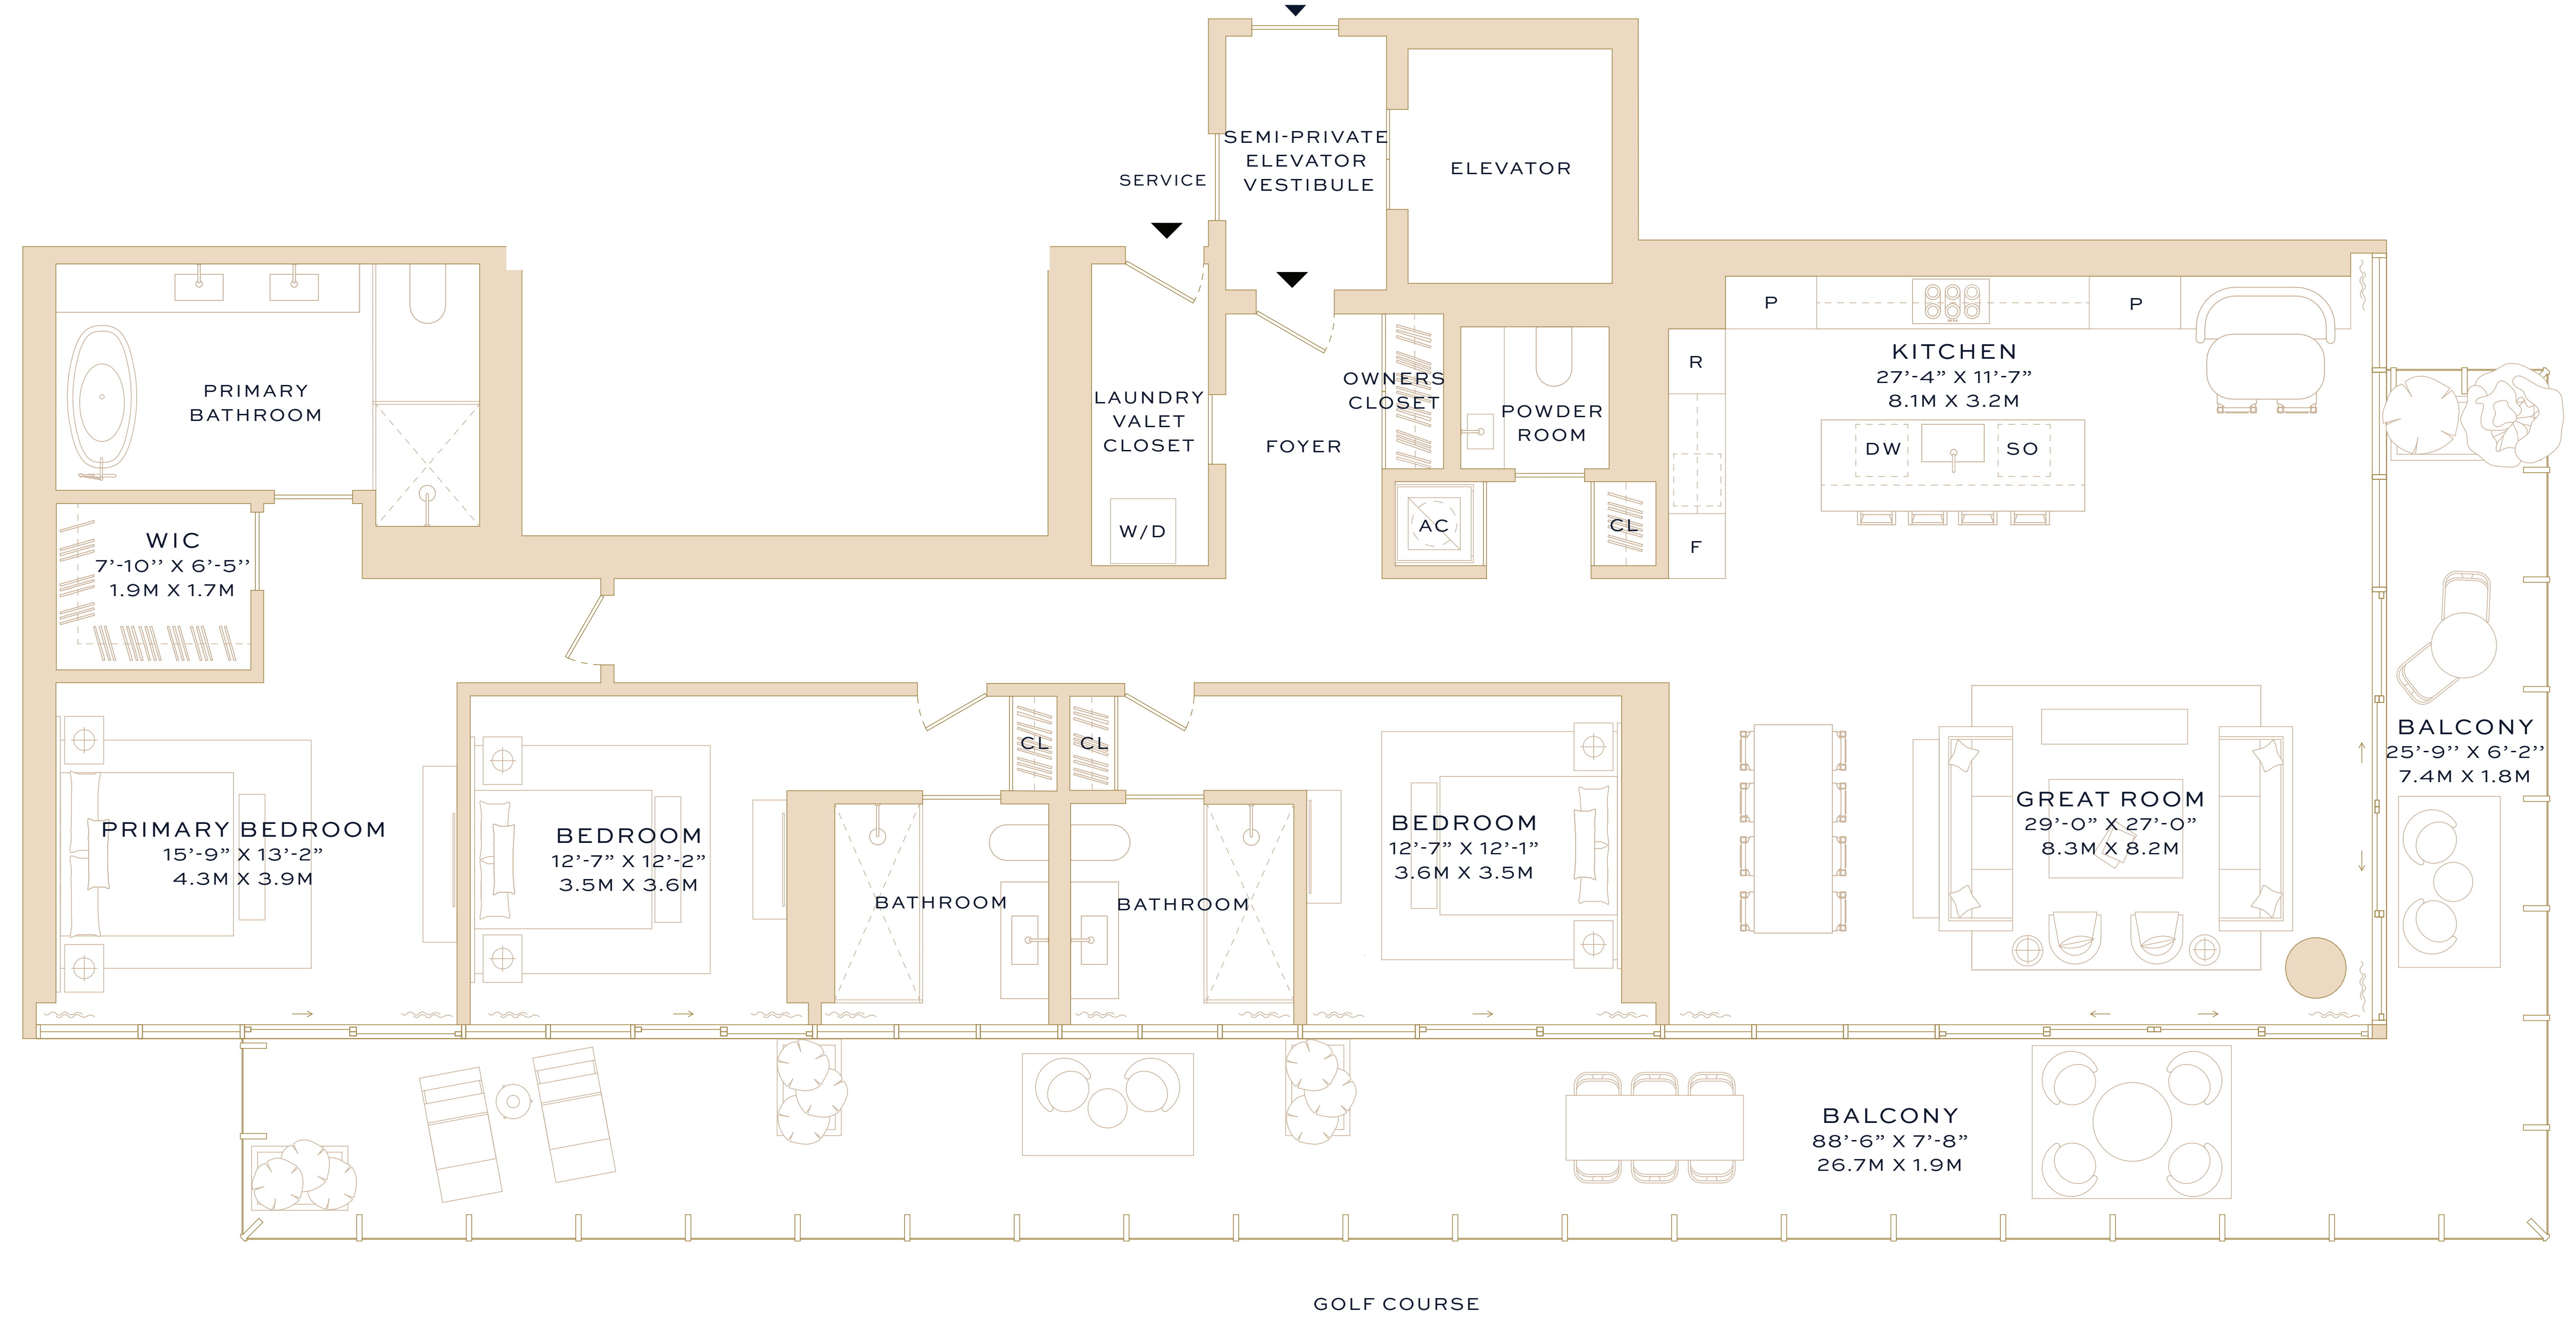 SEMI-PRIVATE
ELEVATOR
VESTIBULE
ELEVATOR
SERVICE
PRIMARY
BATHROOM
LAUNDRY
VALET
CLOSET
W/D
FOYER
OWNERS
CLOSET
POWDER
ROOM
AC
CL
P
P
R
F
KITCHEN
27'-4” X 11'-7”
8.1M X 3.2M
DW
SO
WIC
7'-10'' X 6'-5''
1.9M X 1.7M
PRIMARY BEDROOM
15'-9” X 13'-2”
4.3M X 3.9M
BEDROOM
12'-7” X 12'-2”
3.5M X 3.6M
CL
CL
BATHROOM
BATHROOM
BEDROOM
12'-7” X 12'-1”
3.6M X 3.5M
GREAT ROOM
29'-0” X 27'-0”
8.3M X 8.2M
BALCONY
25'-9'' X 6'-2''
7.4M X 1.8M
BALCONY
88'-6” X 7'-8”
26.7M X 1.9M
GOLF COURSE